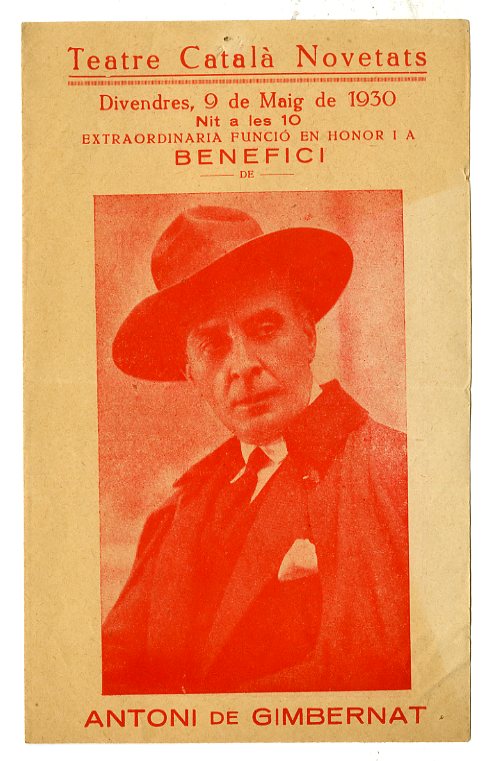 Teatre Català Novetats
Divendres, 9 de Maig de 1930
Nit a les 10
EXTRAORDINARIA FUNCIÓ EN HONOR I A
BENEFICI
DE
ANTONI DE GIMBERNAT